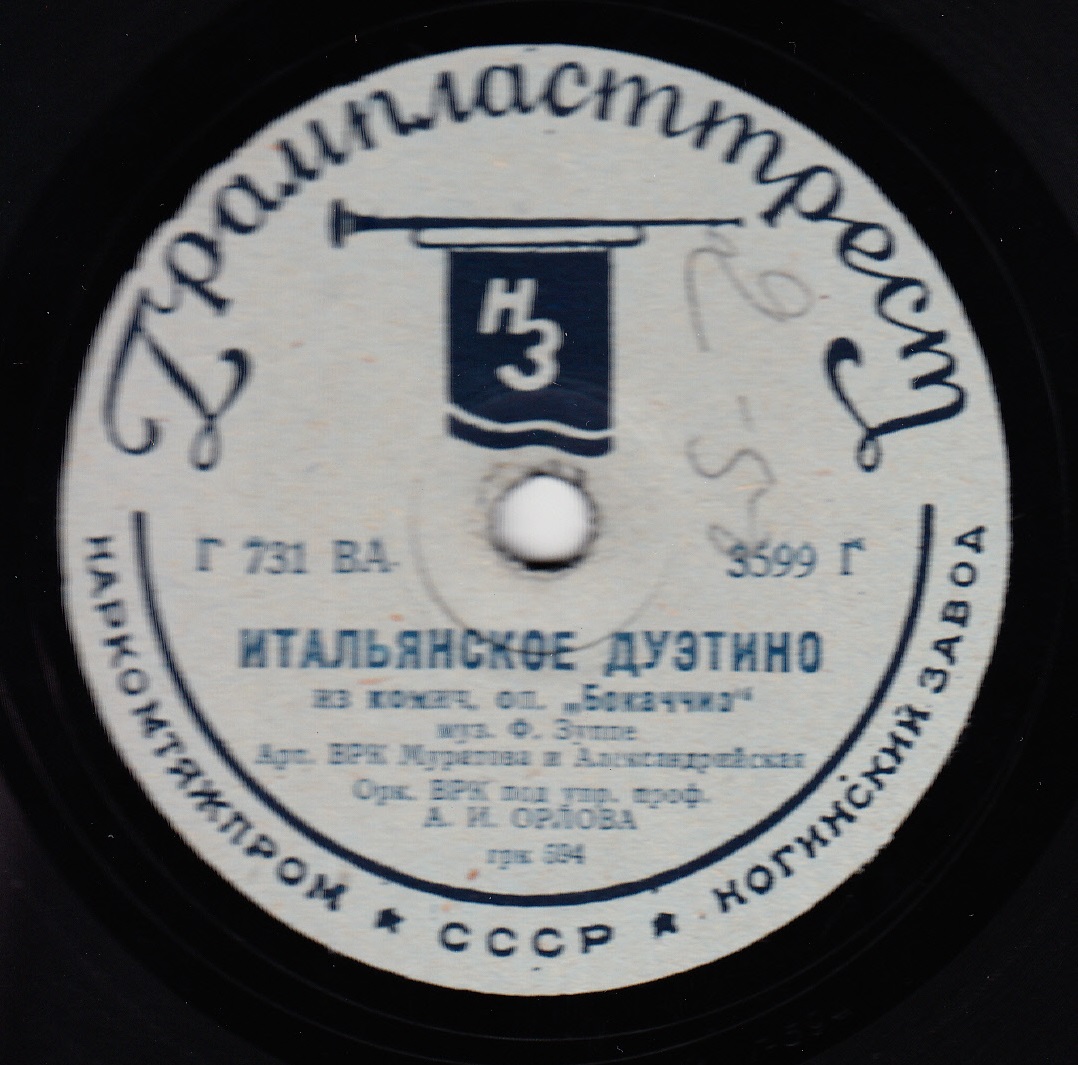 Грампласттрест
НЗ
Г 731 ВА 3599 Г
ИТАЛЬЯНСКОЕ ДУЭТИНО
из комич. оп. „Бокаччио“
муз. Ф. Зуппе
Арт. ВРК Муратова и Александрийская
Орк. ВРК под упр. проф.
А. И. ОРЛОВА
грк 594
НАРКОМТЯЖПРОМ ★ СССР ★ НОГИНСКИЙ ЗАВОД